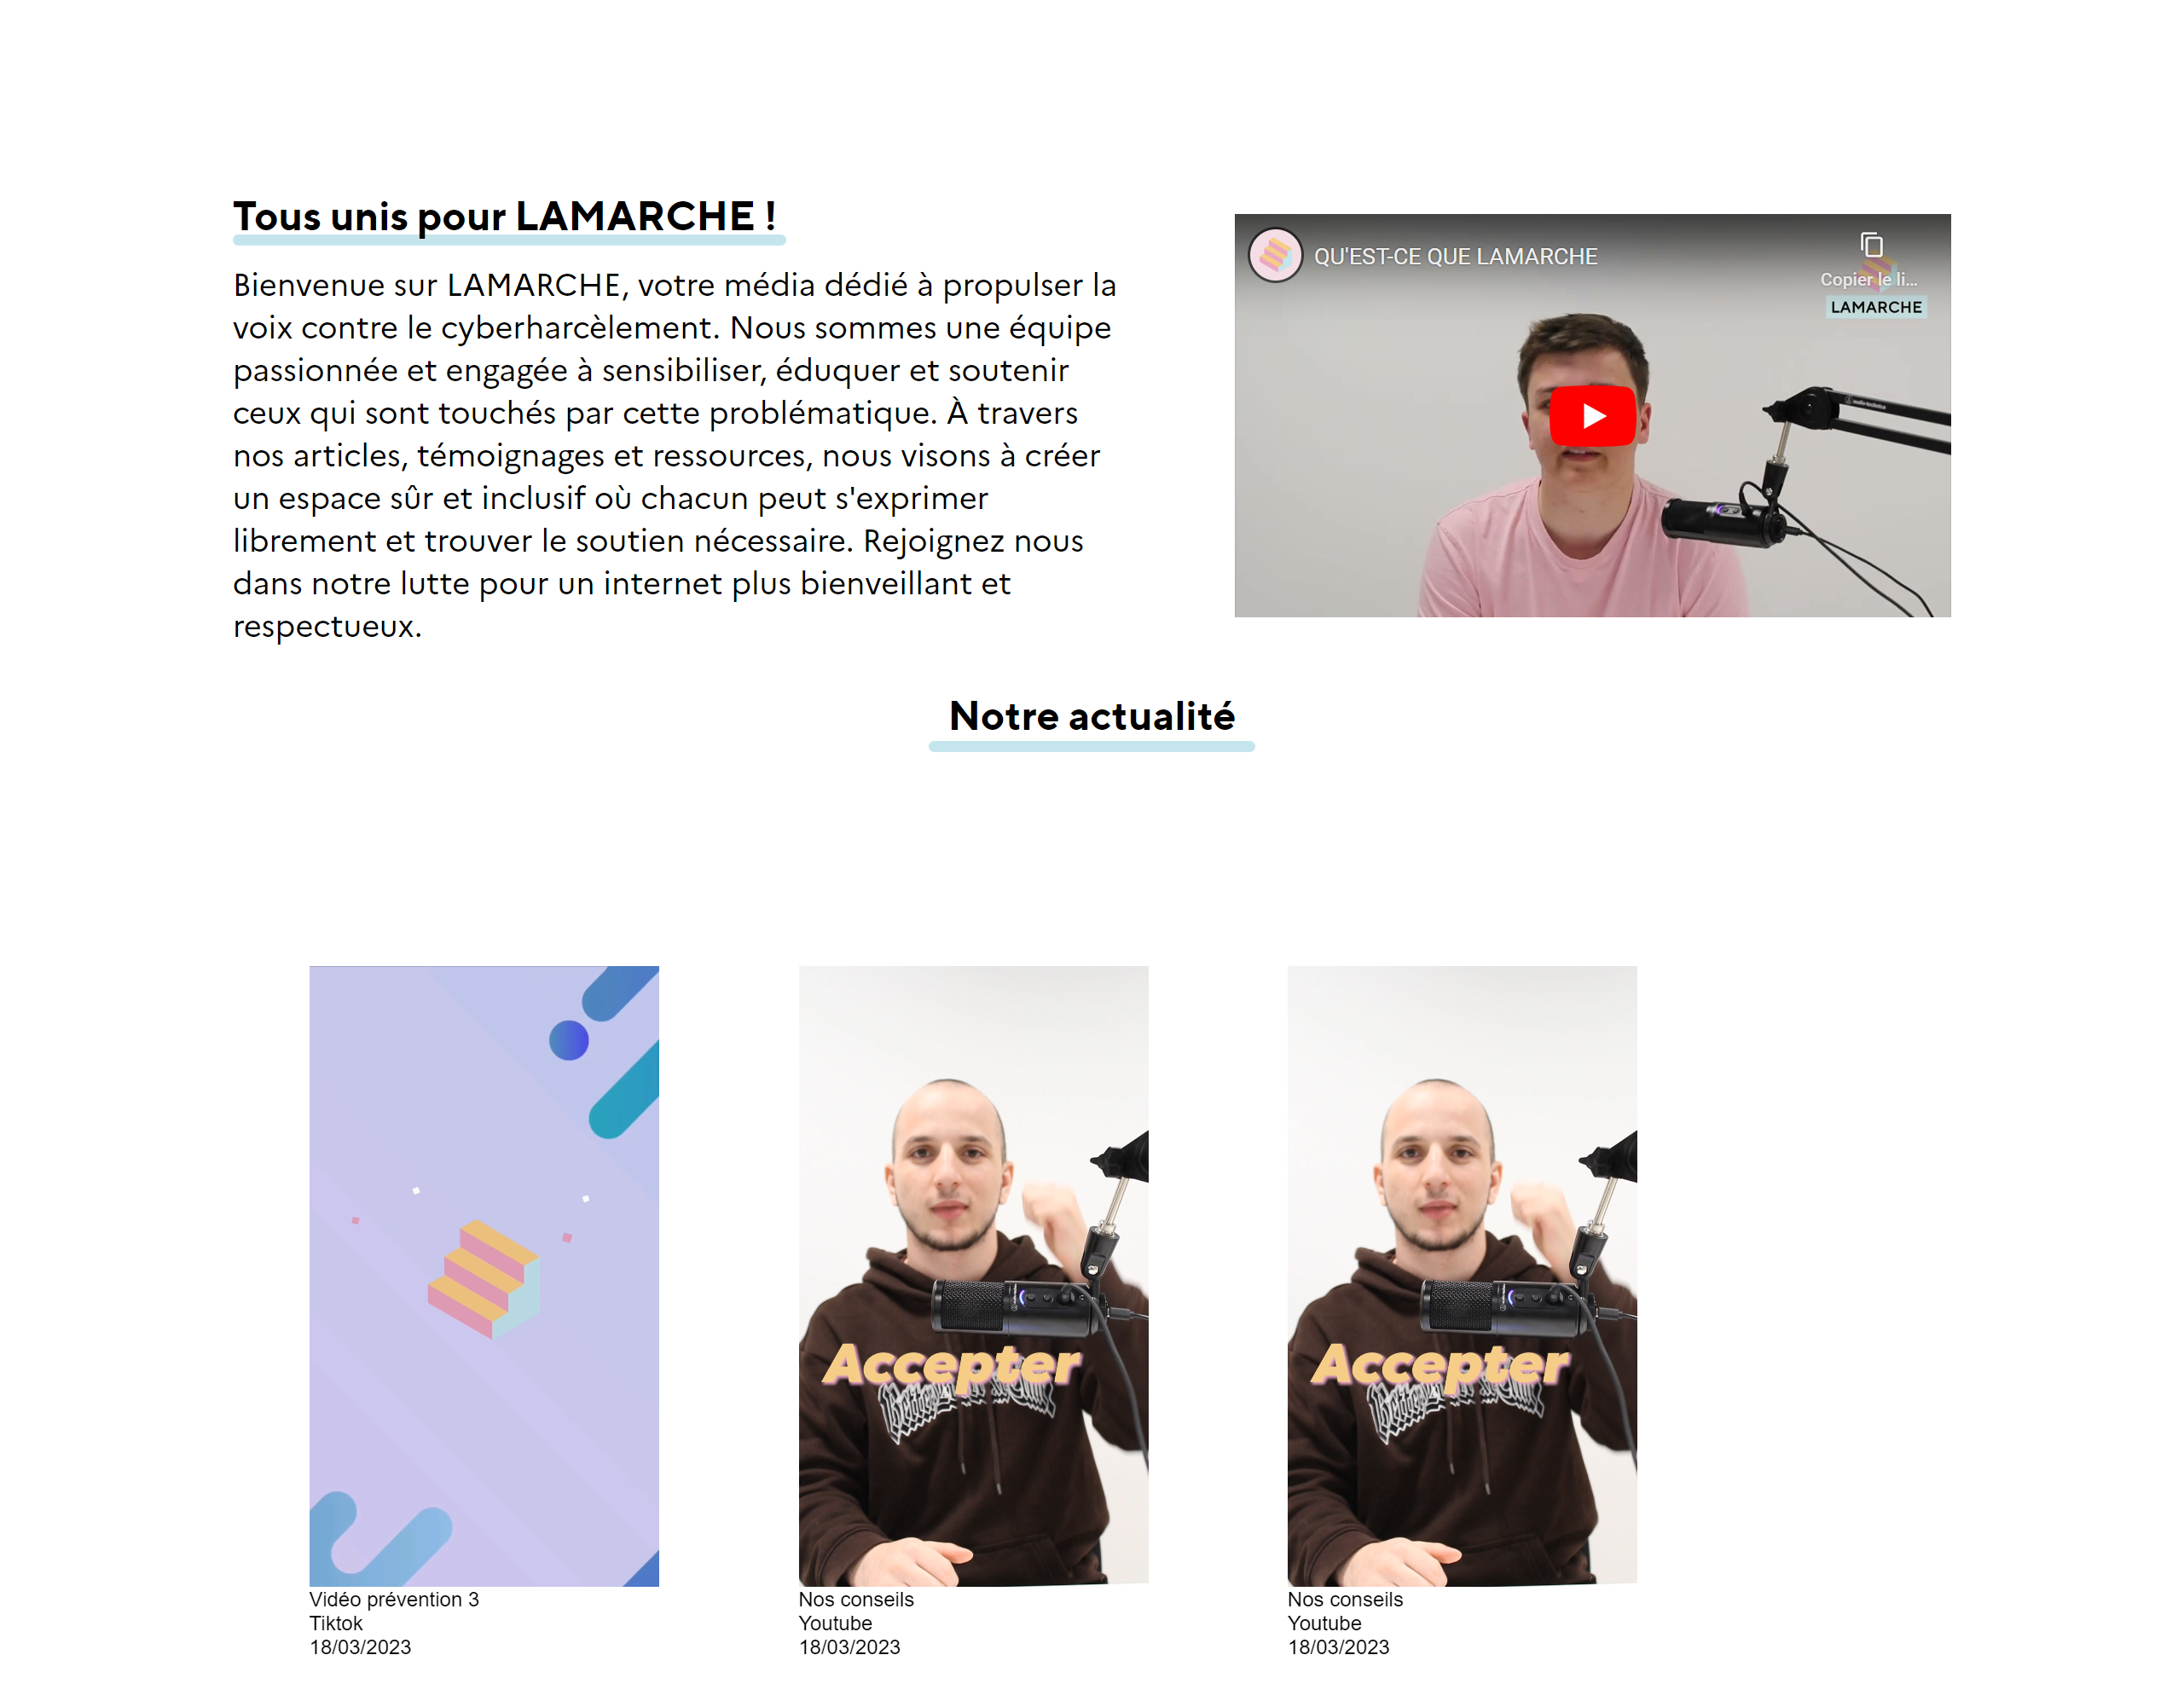 Tous unis pour LAMARCHE !
Bienvenue sur LAMARCHE, votre média dédié à propulser la
voix contre le cyberharcèlement. Nous sommes une équipe
passionnée et engagée à sensibiliser, éduquer et soutenir
ceux qui sont touchés par cette problématique. À travers
nos articles, témoignages et ressources, nous visons à créer
un espace sûr et inclusif où chacun peut s'exprimer
librement et trouver le soutien nécessaire. Rejoignez nous
dans notre lutte pour un internet plus bienveillant et
respectueux.
QU'EST-CE QUE LAMARCHE
Copier le li...
LAMARCHE
Notre actualité
Accepter
Accepter
Vidéo prévention 3
Tiktok
18/03/2023
Nos conseils
Youtube
18/03/2023
Nos conseils
Youtube
18/03/2023